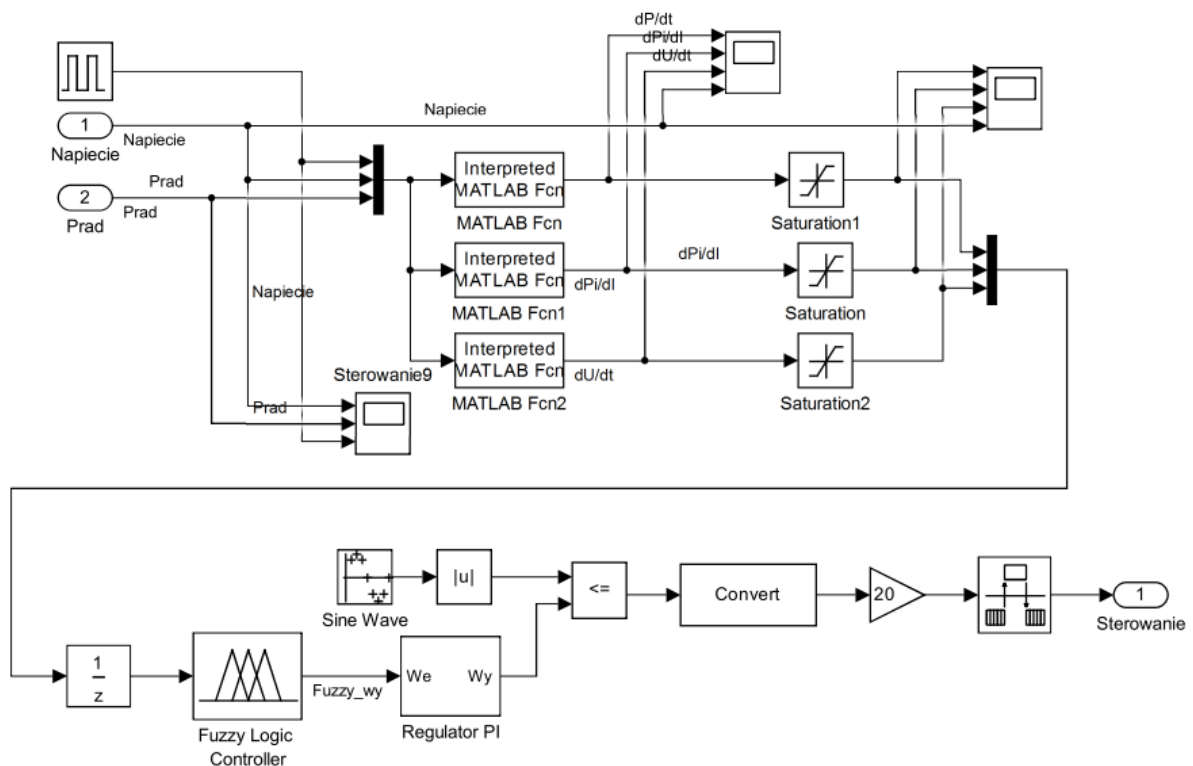 dP/dt
dPi/dI
dU/dt
1
Napiecie
Napiecie
Napiecie
2
Prad
Prad
Prad
Interpreted
MATLAB Fcn
MATLAB Fcn
Saturation1
Interpreted
MATLAB Fcn
dPi/dI
MATLAB Fcn1
dPi/dI
Saturation
Napiecie
Interpreted
MATLAB Fcn
dU/dt
MATLAB Fcn2
Saturation2
Sterowanie9
Prad
Sine Wave
|u|
<=
Convert
20
1
Sterowanie
1
z
Fuzzy Logic
Controller
Fuzzy_wy
We
Wy
Regulator PI